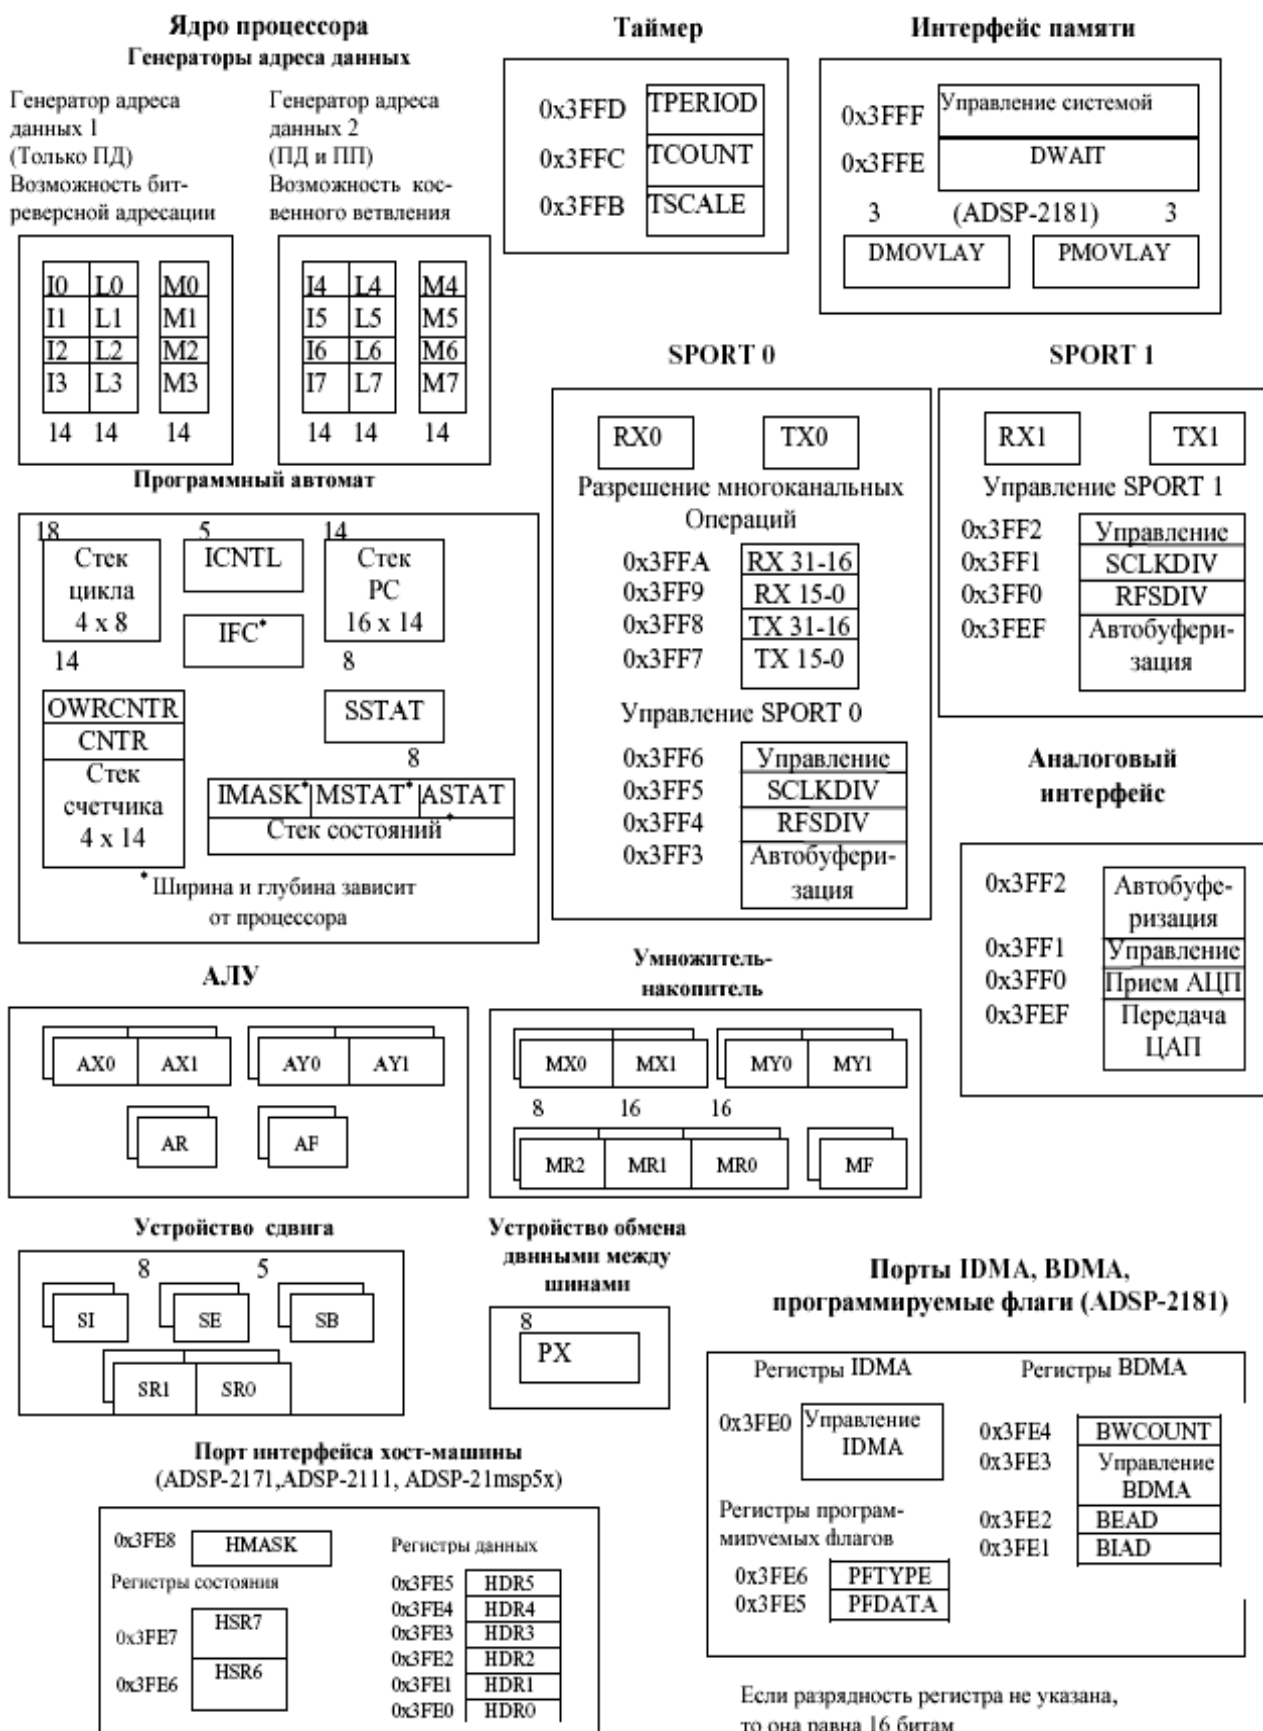 Ядро процессора
Генераторы адреса данных
Генератор адреса
данных 1
(Только ПД)
Возможность бит-
реверсной адресации
Генератор адреса
данных 2
(ПД и ПП)
Возможность кос-
венного ветвления
I0 L0 M0
I1 L1 M1
I2 L2 M2
I3 L3 M3
14 14 14
I4 L4 M4
I5 L5 M5
I6 L6 M6
I7 L7 M7
14 14 14
Таймер
0x3FFD TPERIOD
0x3FFC TCOUNT
0x3FFB TSCALE
Интерфейс памяти
0x3FFF Управление системой
0x3FFE DWAIT
3 (ADSP-2181) 3
DMOVLAY PMOVLAY
Программный автомат
18 5 14
Стек
цикла
4 x 8
ICNTL
IFC*
Стек
PC
16 x 14
14 8
OWRCNTR
CNTR
Стек
счетчика
4 x 14
SSTAT
8
IMASK* MSTAT* ASTAT
Стек состояний*
* Ширина и глубина зависит
от процессора
SPORT 0
RX0 TX0
Разрешение многоканальных
Операций
0x3FFA RX 31-16
0x3FF9 RX 15-0
0x3FF8 TX 31-16
0x3FF7 TX 15-0
Управление SPORT 0
0x3FF6 Управление
0x3FF5 SCLKDIV
0x3FF4 RFSDIV
0x3FF3 Автобуфери-
зация
SPORT 1
RX1 TX1
Управление SPORT 1
0x3FF2 Управление
0x3FF1 SCLKDIV
0x3FF0 RFSDIV
0x3FEF Автобуфери-
зация
Аналоговый
интерфейс
0x3FF2 Автобуфе-
ризация
0x3FF1 Управление
0x3FF0 Прием АЦП
0x3FEF Передача
ЦАП
АЛУ
AX0 AX1 AY0 AY1
AR AF
Умножитель-
накопитель
MX0 MX1 MY0 MY1
8 16 16
MR2 MR1 MR0 MF
Устройство сдвига
8 5
SI SE SB
SR1 SR0
Устройство обмена
двнными между
шинами
8
PX
Порты IDMA, BDMA,
программируемые флаги (ADSP-2181)
Регистры IDMA
0x3FE0 Управление
IDMA
Регистры програм-
мируемых флагов
0x3FE6 PFTYPE
0x3FE5 PFDATA
Регистры BDMA
0x3FE4 BWCOUNT
0x3FE3 Управление
BDMA
0x3FE2 BEAD
0x3FE1 BIAD
Порт интерфейса хост-машины
(ADSP-2171,ADSP-2111, ADSP-21msp5x)
0x3FE8 HMASK
Регистры состояния
0x3FE7 HSR7
0x3FE6 HSR6
Регистры данных
0x3FE5 HDR5
0x3FE4 HDR4
0x3FE3 HDR3
0x3FE2 HDR2
0x3FE1 HDR1
0x3FE0 HDR0
Если разрядность регистра не указана,
то она равна 16 битам